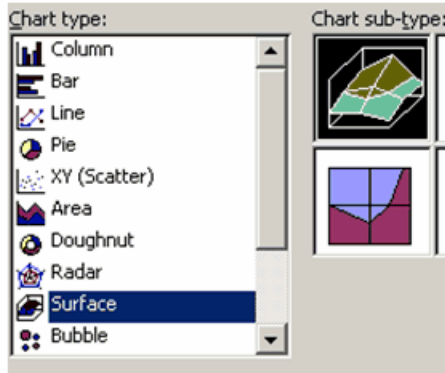 Chart type:
Chart sub-type:
Column
Bar
Line
Pie
XY (Scatter)
Area
Doughnut
Radar
Surface
Bubble